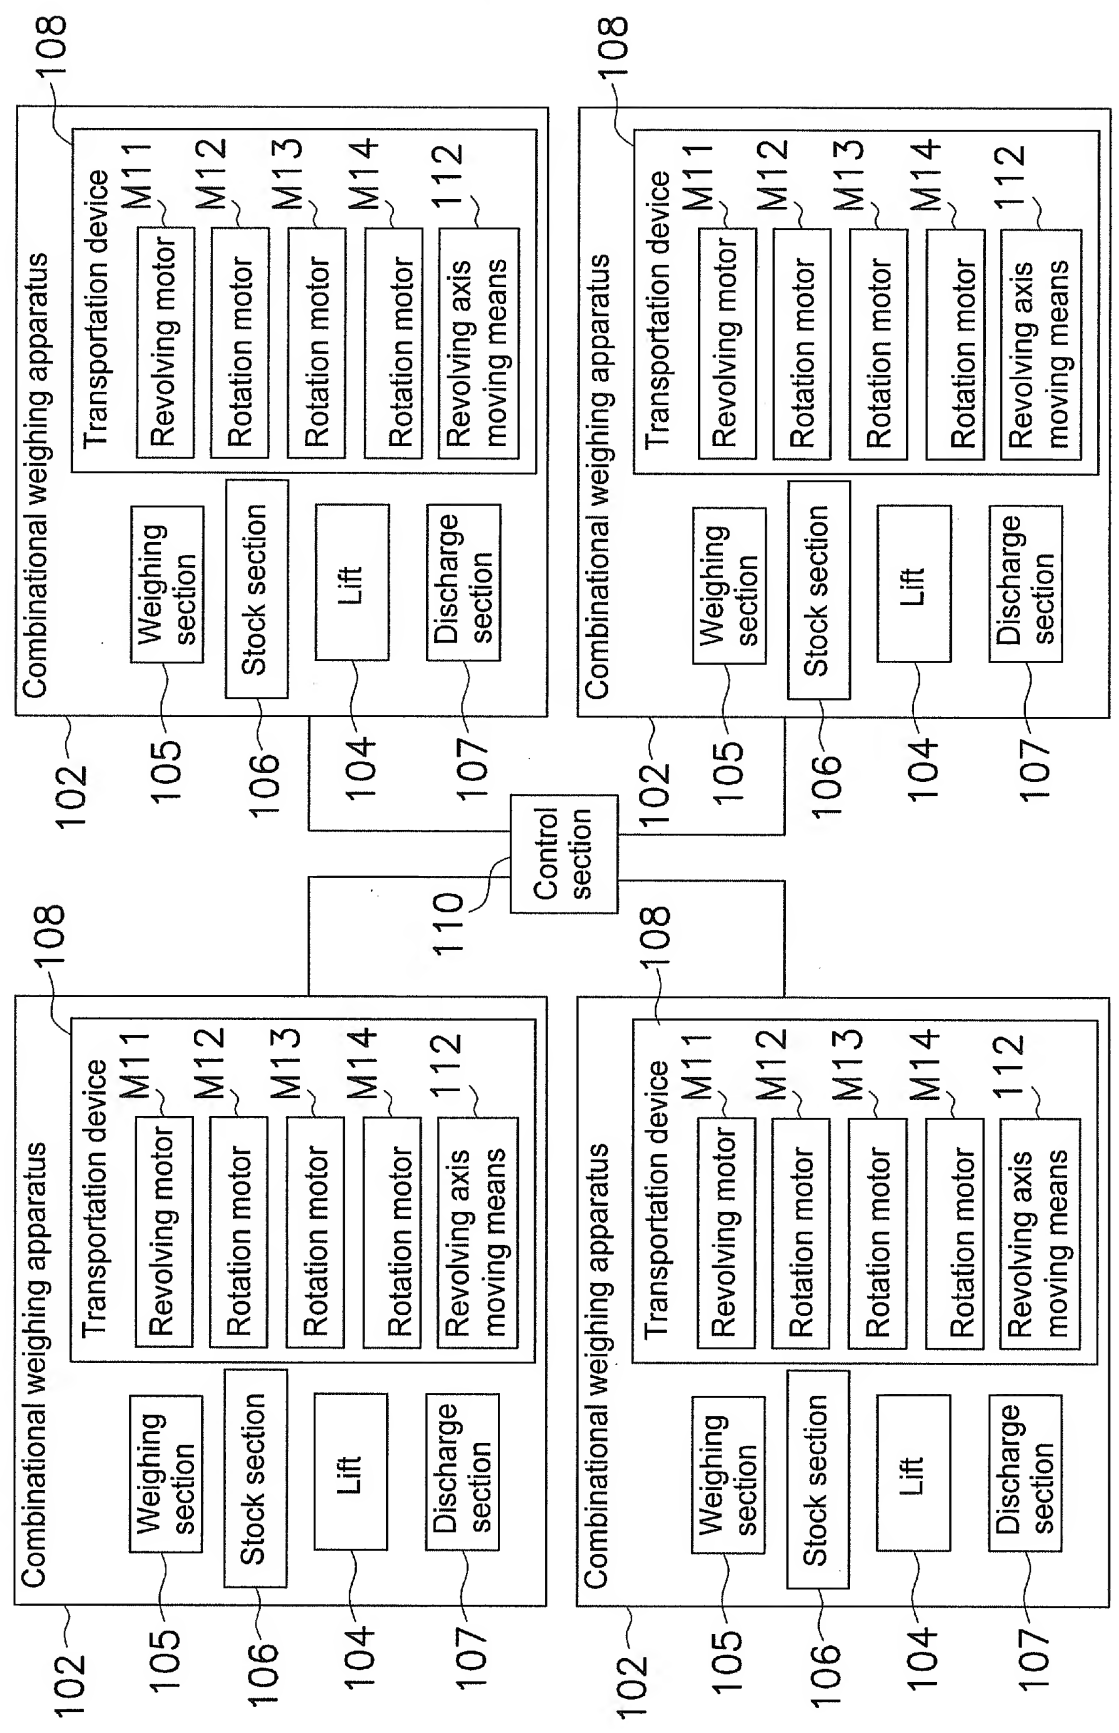 Combinational weighing apparatus
102
Weighing
section
105
Stock section
106
Lift
104
Discharge
section
107
Transportation device
108
Revolving motor
M11
Rotation motor
M12
Rotation motor
M13
Rotation motor
M14
Revolving axis
moving means
112
Combinational weighing apparatus
102
Weighing
section
105
Stock section
106
Lift
104
Discharge
section
107
Transportation device
108
Revolving motor
M11
Rotation motor
M12
Rotation motor
M13
Rotation motor
M14
Revolving axis
moving means
112
110
Control
section
Combinational weighing apparatus
102
Weighing
section
105
Stock section
106
Lift
104
Discharge
section
107
Transportation device
108
Revolving motor
M11
Rotation motor
M12
Rotation motor
M13
Rotation motor
M14
Revolving axis
moving means
112
Combinational weighing apparatus
102
Weighing
section
105
Stock section
106
Lift
104
Discharge
section
107
Transportation device
108
Revolving motor
M11
Rotation motor
M12
Rotation motor
M13
Rotation motor
M14
Revolving axis
moving means
112